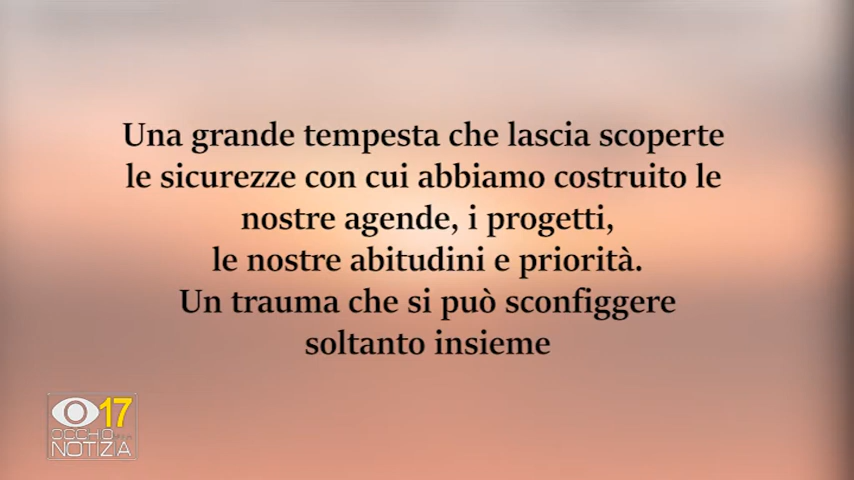 Una grande tempesta che lascia scoperte
le sicurezze con cui abbiamo costruito le
nostre agende, i progetti,
le nostre abitudini e priorità.
Un trauma che si può sconfiggere
soltanto insieme
17
OCCHIO
NOTIZIA